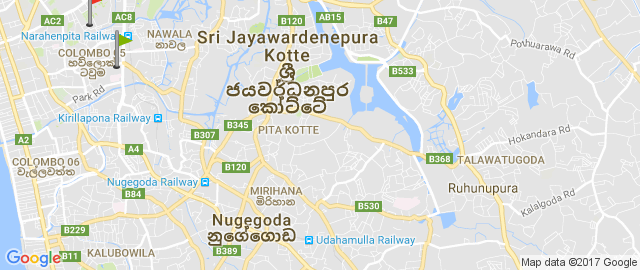 AC2
AC8
B120
AB15
B47
Narahenpita Railway
NAWALA
නාවල
Sri Jayawardenepura
Kotte
ශ්‍රී
ජයවර්ධනපුර
කෝට්ටේ
Pothuarawa Rd
COLOMBO 05
හැව්ලොක්
ටවුම
B533
Park Rd
Kirillapona Railway
B345
B307
PITA KOTTE
Hokandara Rd
A2
A4
COLOMBO 06
වැල්ලවත්ත
B120
B368
TALAWATUGODA
Nugegoda Railway
B84
MIRIHANA
මිරිහාන
Ruhunupura
Kalalgoda Rd
B530
Nugegoda
නුගේගොඩ
B229
Udahamulla Railway
B11
KALUBOWILA
B389
Google
Map data ©2017 Google